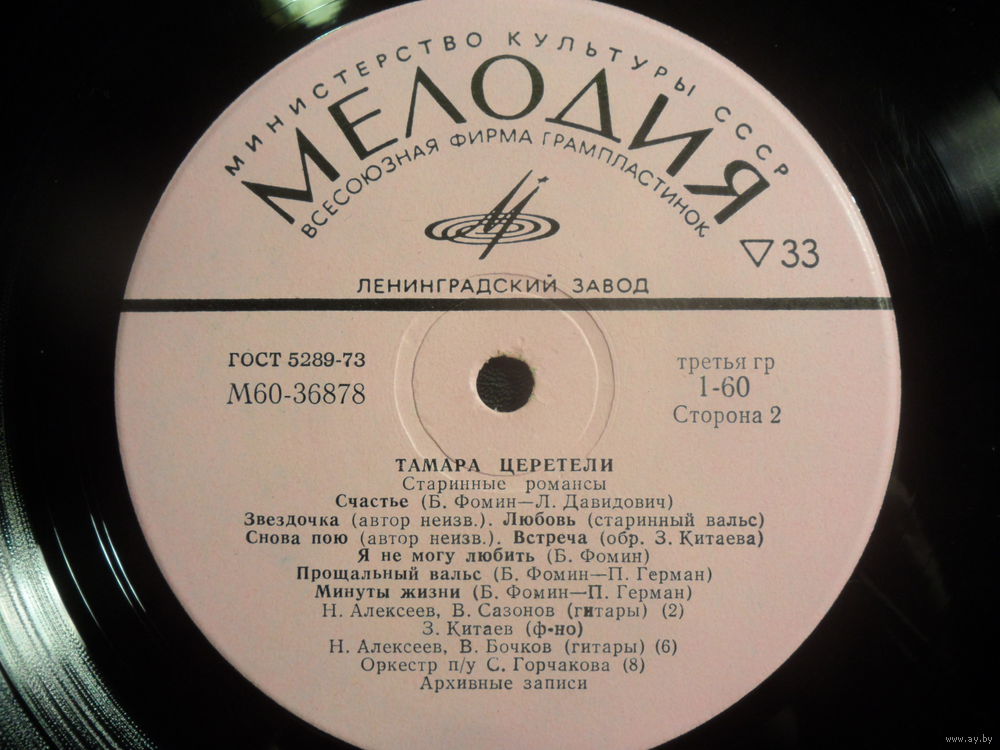 МИНИСТЕРСТВО КУЛЬТУРЫ СССР
МЕЛОДИЯ
ВСЕСОЮЗНАЯ ФИРМА ГРАМПЛАСТИНОК
33
ЛЕНИНГРАДСКИЙ ЗАВОД
ГОСТ 5289-73
М60-36878
третья гр
1-60
Сторона 2
ТАМАРА ЦЕРЕТЕЛИ
Старинные романсы
Счастье (Б. Фомин—Л. Давидович)
Звездочка (автор неизв.). Любовь (старинный вальс)
Снова пою (автор неизв.). Встреча (обр. З. Китаева)
Я не могу любить (Б. Фомин)
Прощальный вальс (Б. Фомин—П. Герман)
Минуты жизни (Б. Фомин—П. Герман)
Н. Алексеев, В. Сазонов (гитары) (2)
З. Китаев (ф-но)
Н. Алексеев, В. Бочков (гитары) (6)
Оркестр п/у С. Горчакова (8)
Архивные записи
www.ay.by